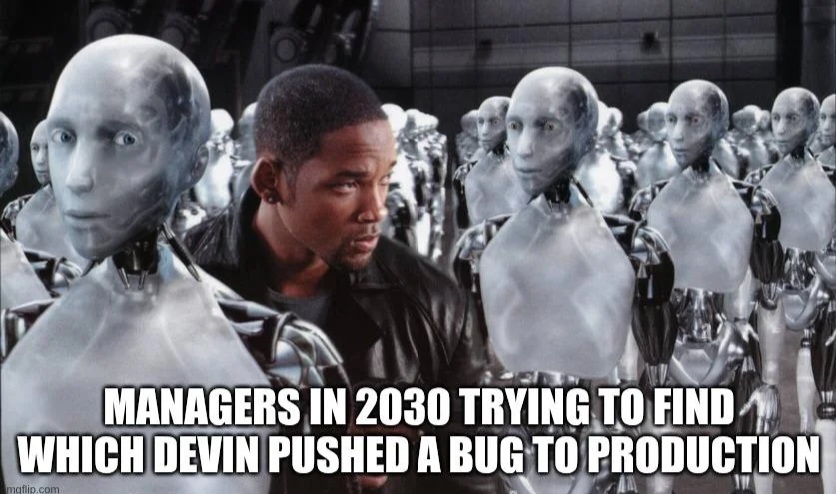 MANAGERS IN 2030 TRYING TO FIND
WHICH DEVIN PUSHED A BUG TO PRODUCTION
imgflip.com